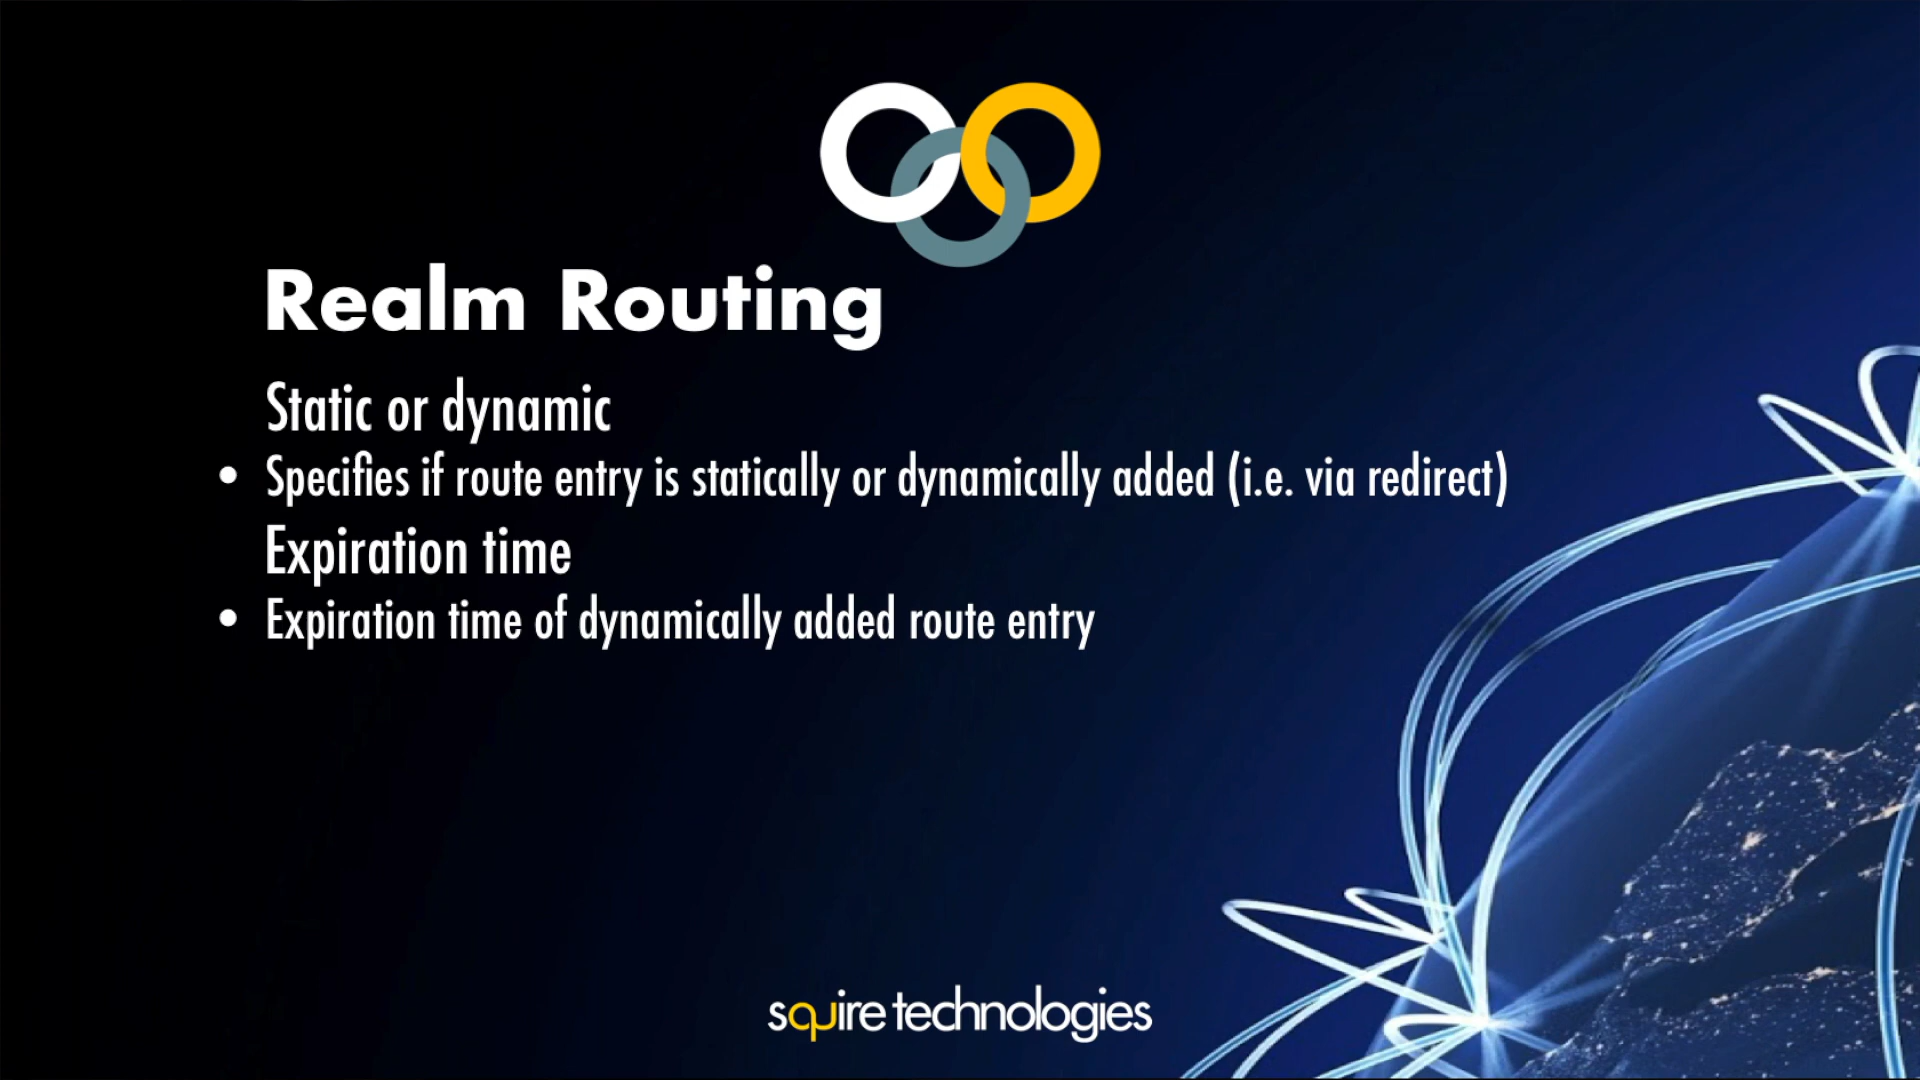 Realm Routing
Static or dynamic
• Specifies if route entry is statically or dynamically added (i.e. via redirect)
Expiration time
• Expiration time of dynamically added route entry
squire technologies